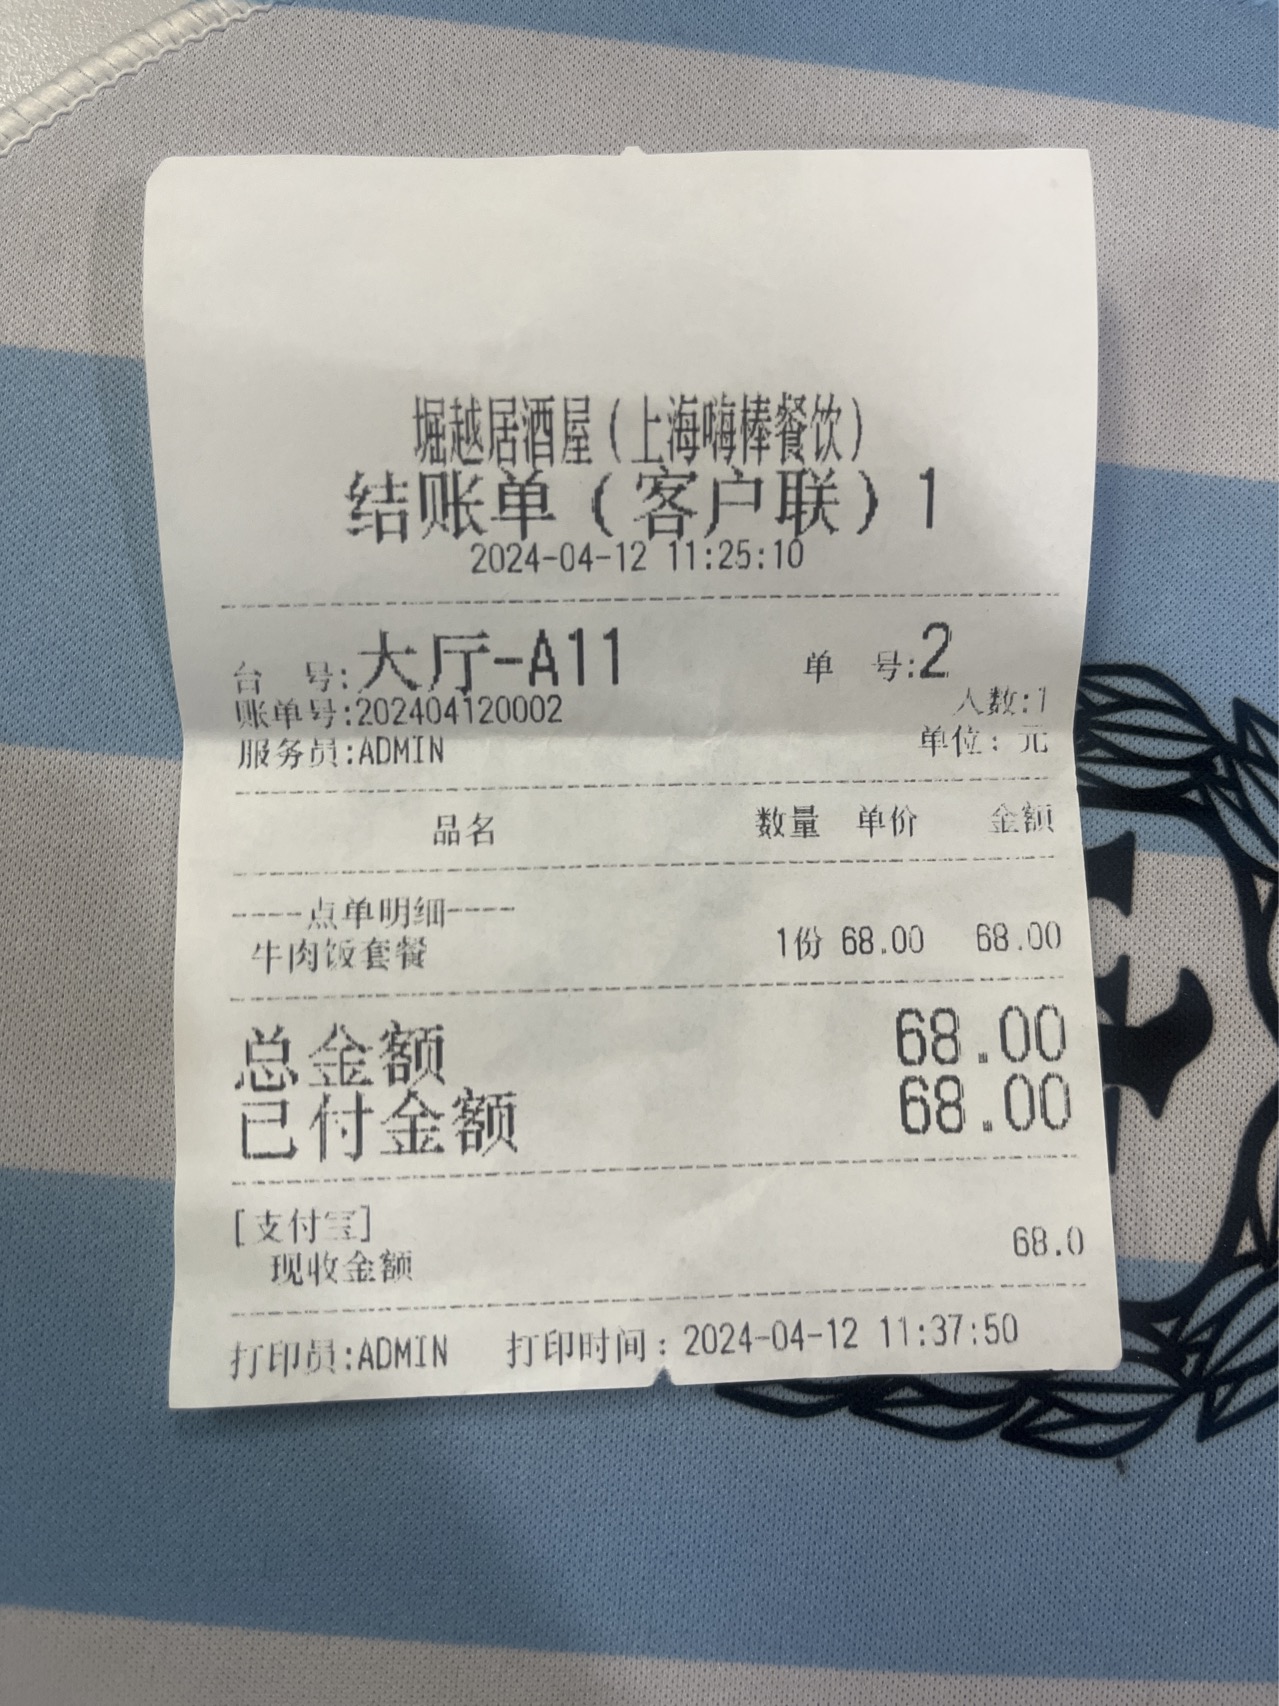 堀越居酒屋（上海嗨棒餐饮）
结账单（客户联）1
2024-04-12 11:25:10
台 号:大厅-A11 单 号:2
账单号:202404120002 人数:1
服务员:ADMIN 单位: 元
品名 数量 单价 金额
----点单明细----
牛肉饭套餐 1份 68.00 68.00
总金额 68.00
已付金额 68.00
[支付宝]
现收金额 68.0
打印员:ADMIN 打印时间: 2024-04-12 11:37:50